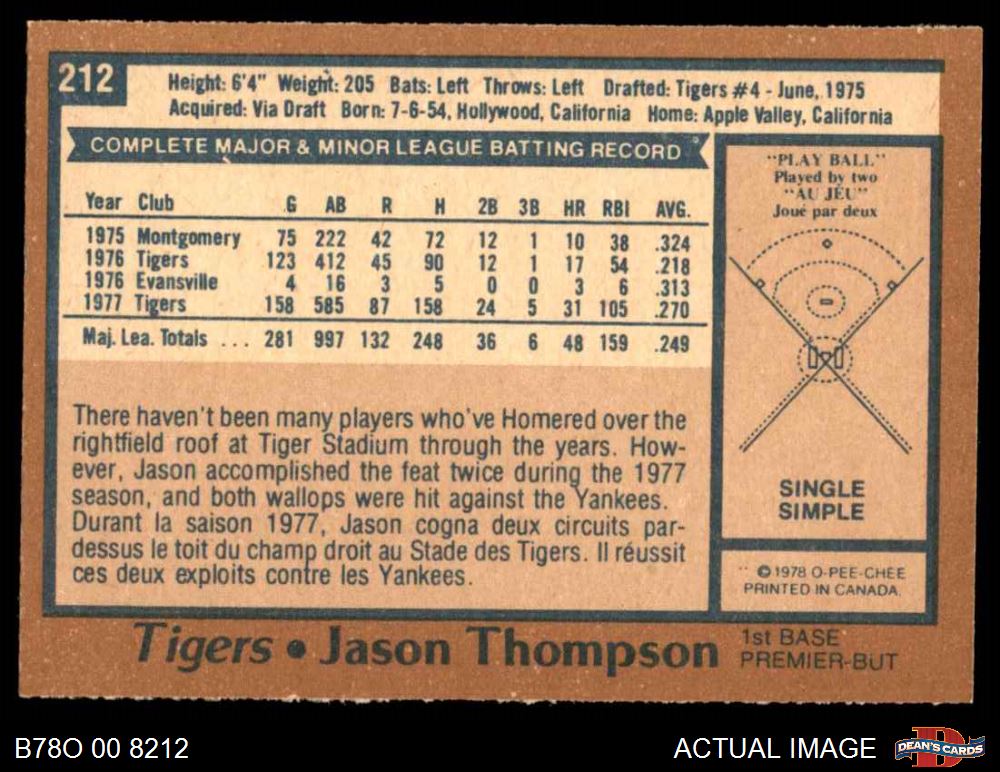 212
Height: 6'4" Weight: 205 Bats: Left Throws: Left Drafted: Tigers #4 - June, 1975
Acquired: Via Draft Born: 7-6-54, Hollywood, California Home: Apple Valley, California
COMPLETE MAJOR & MINOR LEAGUE BATTING RECORD
Year Club G AB R H 2B 3B HR RBI AVG.
1975 Montgomery 75 222 42 72 12 1 10 38 .324
1976 Tigers 123 412 45 90 12 1 17 54 .218
1976 Evansville 4 16 3 5 0 0 3 6 .313
1977 Tigers 158 585 87 158 24 5 31 105 .270
Maj. Lea. Totals ... 281 997 132 248 36 6 48 159 .249
There haven't been many players who've Homered over the
rightfield roof at Tiger Stadium through the years. How-
ever, Jason accomplished the feat twice during the 1977
season, and both wallops were hit against the Yankees.
Durant la saison 1977, Jason cogna deux circuits par-
dessus le toit du champ droit au Stade des Tigers. Il réussit
ces deux exploits contre les Yankees.
"PLAY BALL"
Played by two
"AU JEU"
Joué par deux
SINGLE
SIMPLE
©1978 O-PEE-CHEE
PRINTED IN CANADA.
Tigers • Jason Thompson
1st BASE
PREMIER-BUT
B78O 00 8212
ACTUAL IMAGE
DEAN'S CARDS